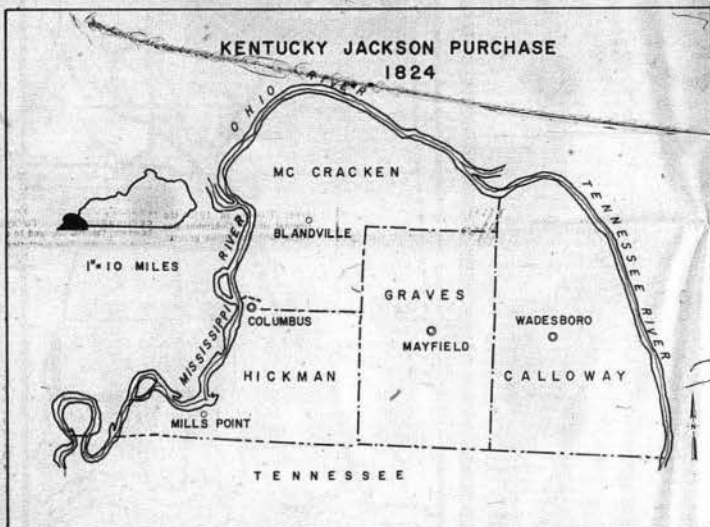 KENTUCKY JACKSON PURCHASE
1824
OHIO RIVER
MC CRACKEN
BLANDVILLE
TENNESSEE RIVER
1"=10 MILES
MISSISSIPPI RIVER
GRAVES
COLUMBUS
WADESBORO
MAYFIELD
HICKMAN
CALLOWAY
MILLS POINT
TENNESSEE